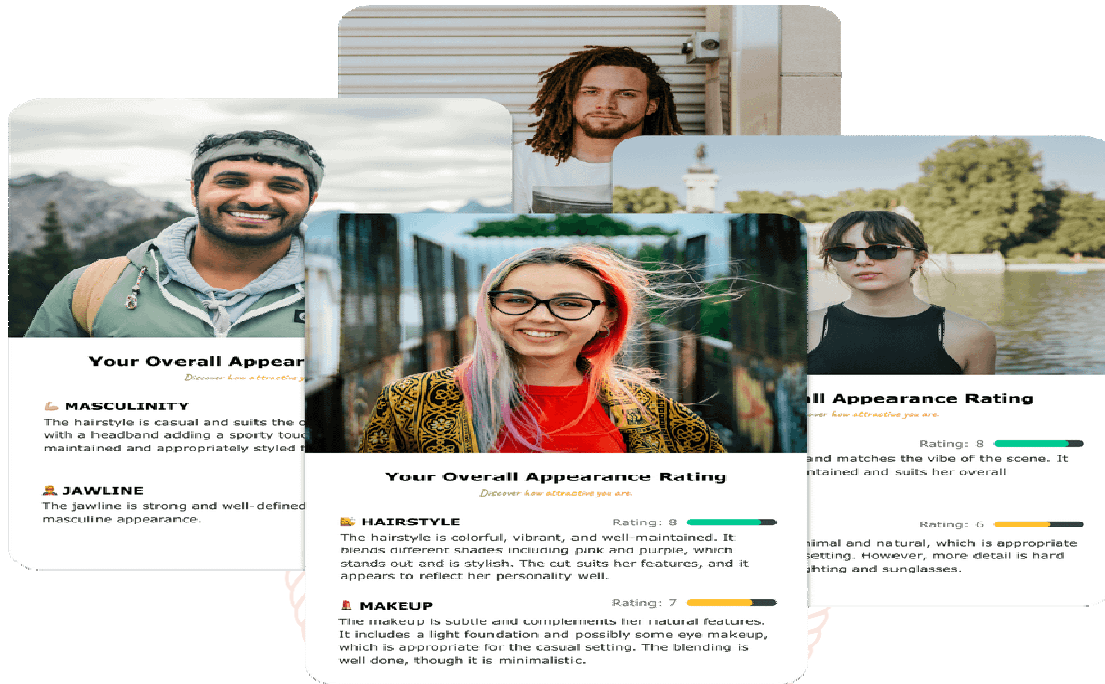 Your Overall Appear
Discover how attractive y
MASCULINITY
The hairstyle is casual and suits the
with a headband adding a sporty touc
maintained and appropriately styled
JAWLINE
The jawline is strong and well-defined
masculine appearance.
Your Overall Appearance Rating
Discover how attractive you are.
HAIRSTYLE
Rating: 8
The hairstyle is colorful, vibrant, and well-maintained. It
blends different shades including pink and purple, which
stands out and is stylish. The cut suits her features, and it
appears to reflect her personality well.
MAKEUP
Rating: 7
The makeup is subtle and complements her natural features.
It includes a light foundation and possibly some eye makeup,
which is appropriate for the casual setting. The blending is
well done, though it is minimalistic.
all Appearance Rating
over how attractive you are.
Rating: 8
and matches the vibe of the scene. It
ntained and suits her overall
Rating: 6
nimal and natural, which is appropriate
setting. However, more detail is hard
ghting and sunglasses.